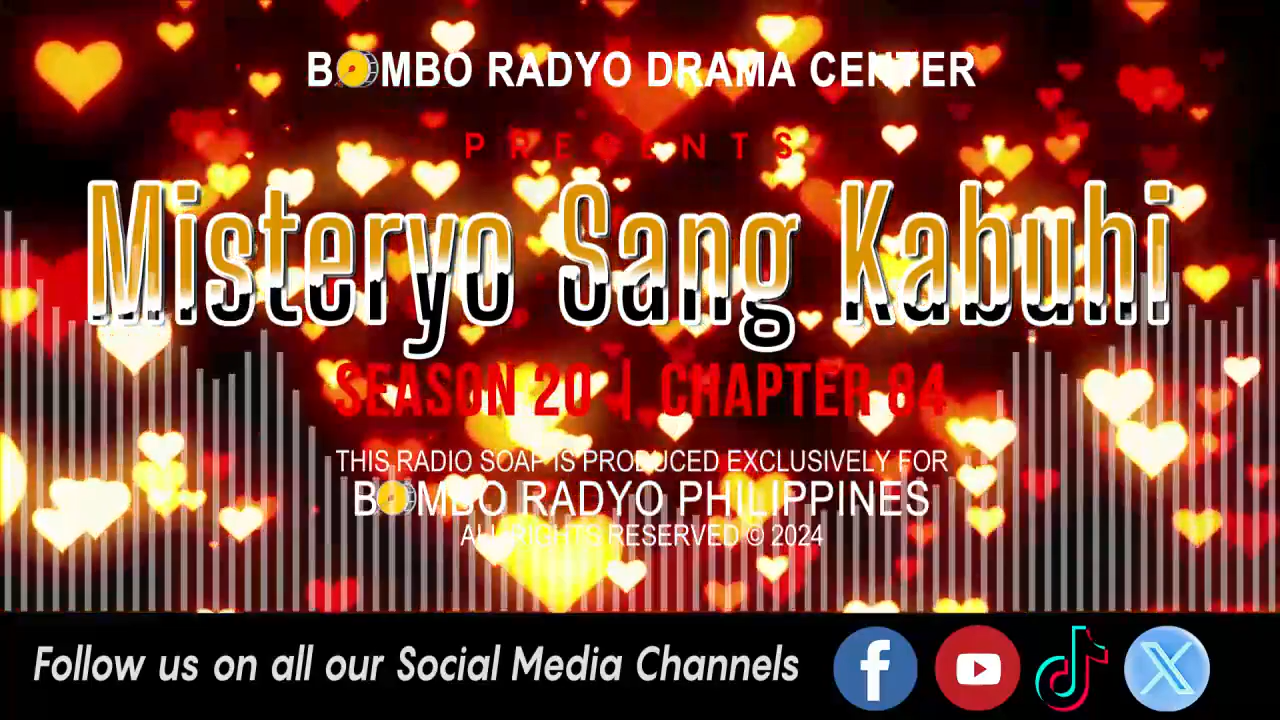 BOMBO RADYO DRAMA CENTER
PRESENTS
Misteryo Sang Kabuhi
SEASON 20 | CHAPTER 84
THIS RADIO SOAP IS PRODUCED EXCLUSIVELY FOR
BOMBO RADYO PHILIPPINES
ALL RIGHTS RESERVED © 2024
Follow us on all our Social Media Channels